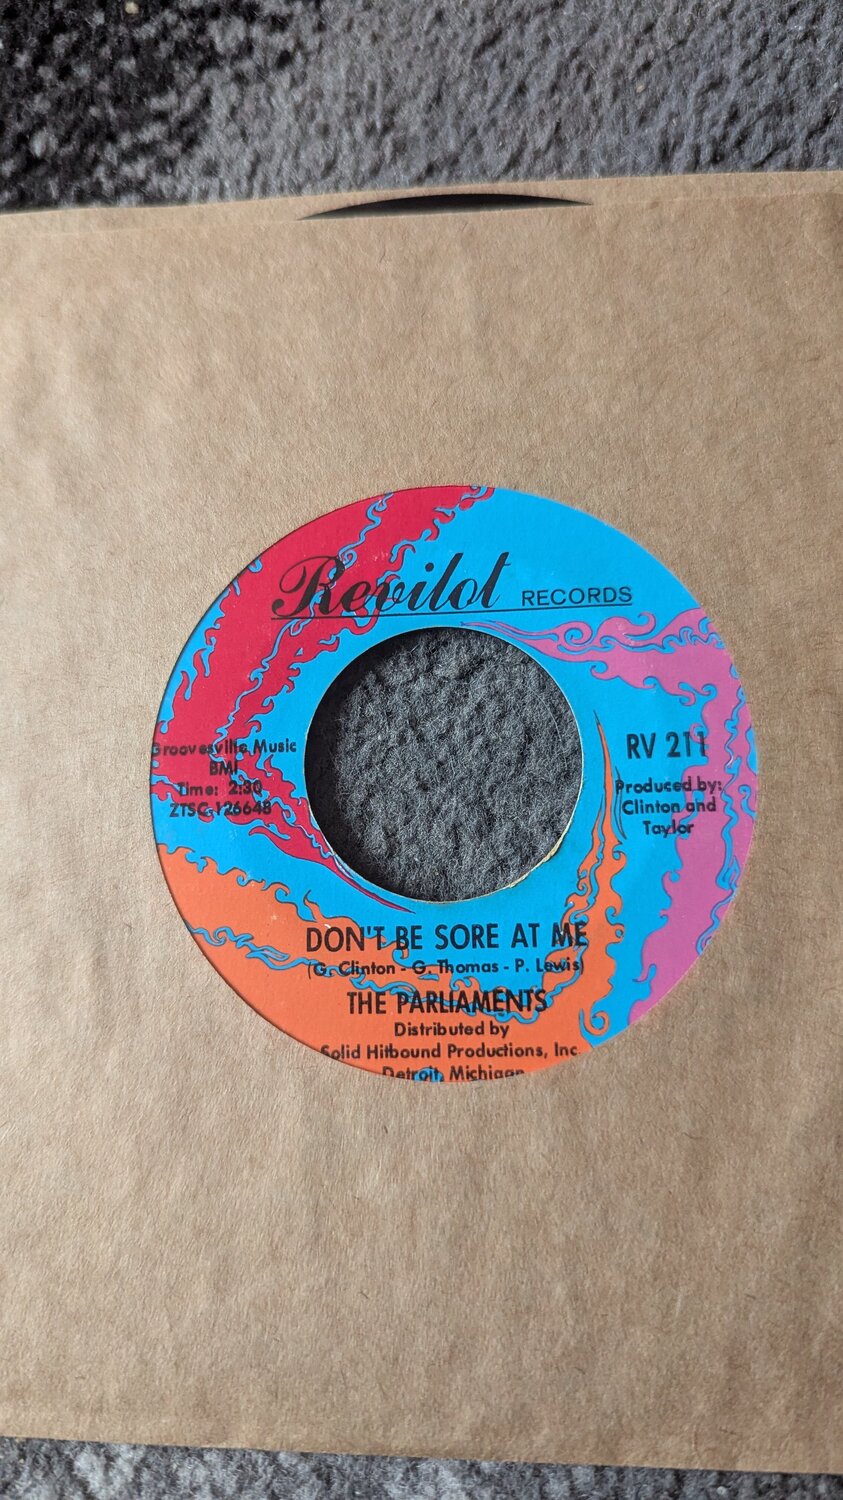 Revilot RECORDS
Groovesville Music
BMI
Time: 2:30
ZTSC-126648
RV 211
Produced by:
Clinton and
Taylor
DON'T BE SORE AT ME
(G. Clinton - G. Thomas - P. Lewis)
THE PARLIAMENTS
Distributed by
Solid Hitbound Productions, Inc.
Detroit, Michigan